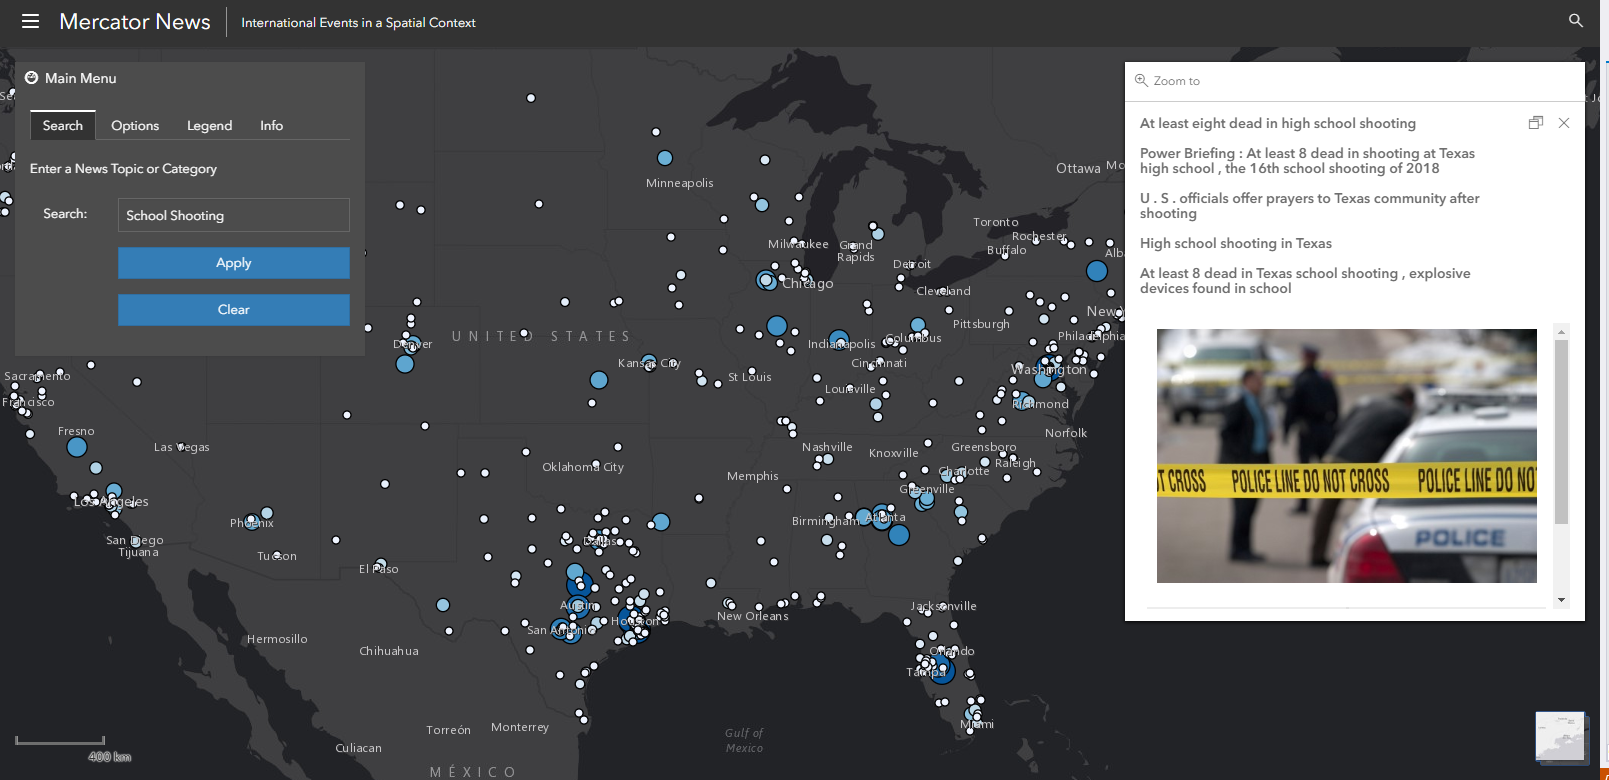 Mercator News
International Events in a Spatial Context
Main Menu
Search
Options
Legend
Info
Enter a News Topic or Category
Search:
School Shooting
Apply
Clear
Zoom to
At least eight dead in high school shooting
Power Briefing : At least 8 dead in shooting at Texas
high school , the 16th school shooting of 2018
U . S . officials offer prayers to Texas community after
shooting
High school shooting in Texas
At least 8 dead in Texas school shooting , explosive
devices found in school
CROSS
POLICE LINE DO NOT CROSS
POLICE LINE DO NOT
POLICE
Minneapolis
Ottawa
Toronto
Rochester
Buffalo
Milwaukee
Grand
Rapids
Detroit
Chicago
Cleveland
Pittsburgh
Philadelphia
UNITED STATES
Denver
Kansas City
St Louis
Indianapolis
Columbus
Cincinnati
Louisville
Washington
Richmond
Norfolk
Sacramento
Francisco
Fresno
Las Vegas
Los Angeles
San Diego
Tijuana
Phoenix
Tucson
El Paso
Oklahoma City
Memphis
Nashville
Knoxville
Greensboro
Raleigh
Charlotte
Greenville
Birmingham
Atlanta
Dallas
Austin
San Antonio
Houston
New Orleans
Jacksonville
Orlando
Tampa
Miami
Hermosillo
Chihuahua
Torreón
Monterrey
Culiacan
Gulf of
Mexico
MÉXICO
400 km